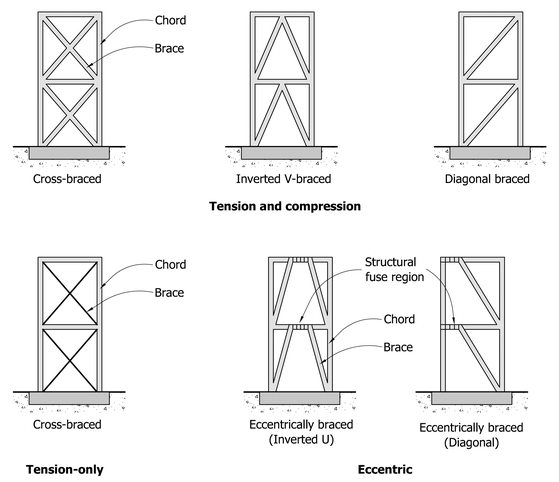 Chord
Brace
Cross-braced
Inverted V-braced
Diagonal braced
Tension and compression
Chord
Brace
Cross-braced
Tension-only
Structural
fuse region
Chord
Brace
Eccentrically braced
(Inverted U)
Eccentrically braced
(Diagonal)
Eccentric